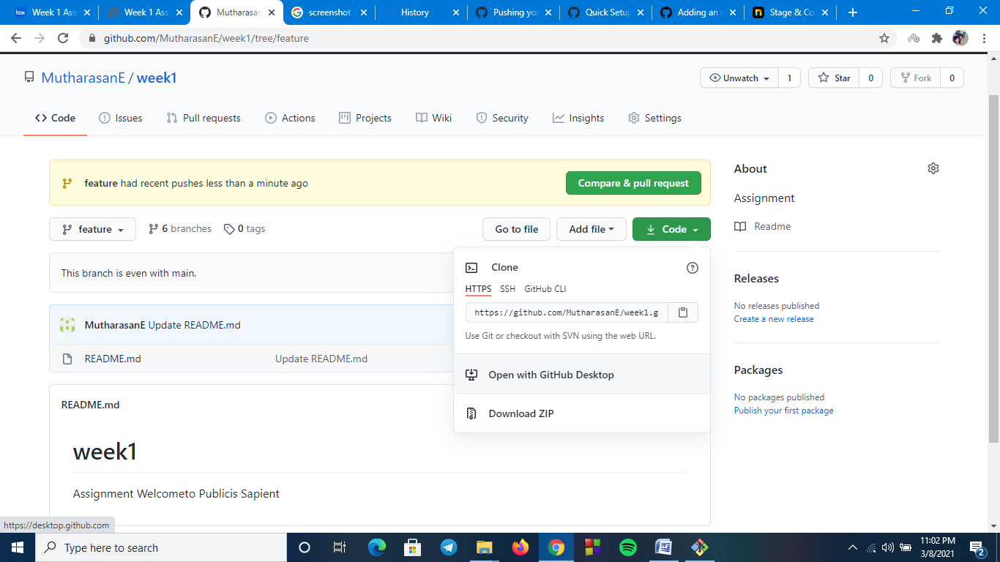 Week 1 Ass
Week 1 Ass
Mutharasan
screenshot
History
Pushing you
Quick Setup
Adding an e
Stage & Co
github.com/MutharasanE/week1/tree/feature
MutharasanE / week1
Unwatch 1
Star 0
Fork 0
Code
Issues
Pull requests
Actions
Projects
Wiki
Security
Insights
Settings
feature had recent pushes less than a minute ago
Compare & pull request
feature
6 branches
0 tags
Go to file
Add file
Code
This branch is even with main.
Clone
HTTPS SSH GitHub CLI
https://github.com/MutharasanE/week1.g
Use Git or checkout with SVN using the web URL.
Open with GitHub Desktop
Download ZIP
MutharasanE Update README.md
README.md Update README.md
README.md
week1
Assignment Welcometo Publicis Sapient
About
Assignment
Readme
Releases
No releases published
Create a new release
Packages
No packages published
Publish your first package
https://desktop.github.com
Type here to search
11:02 PM
3/8/2021
2